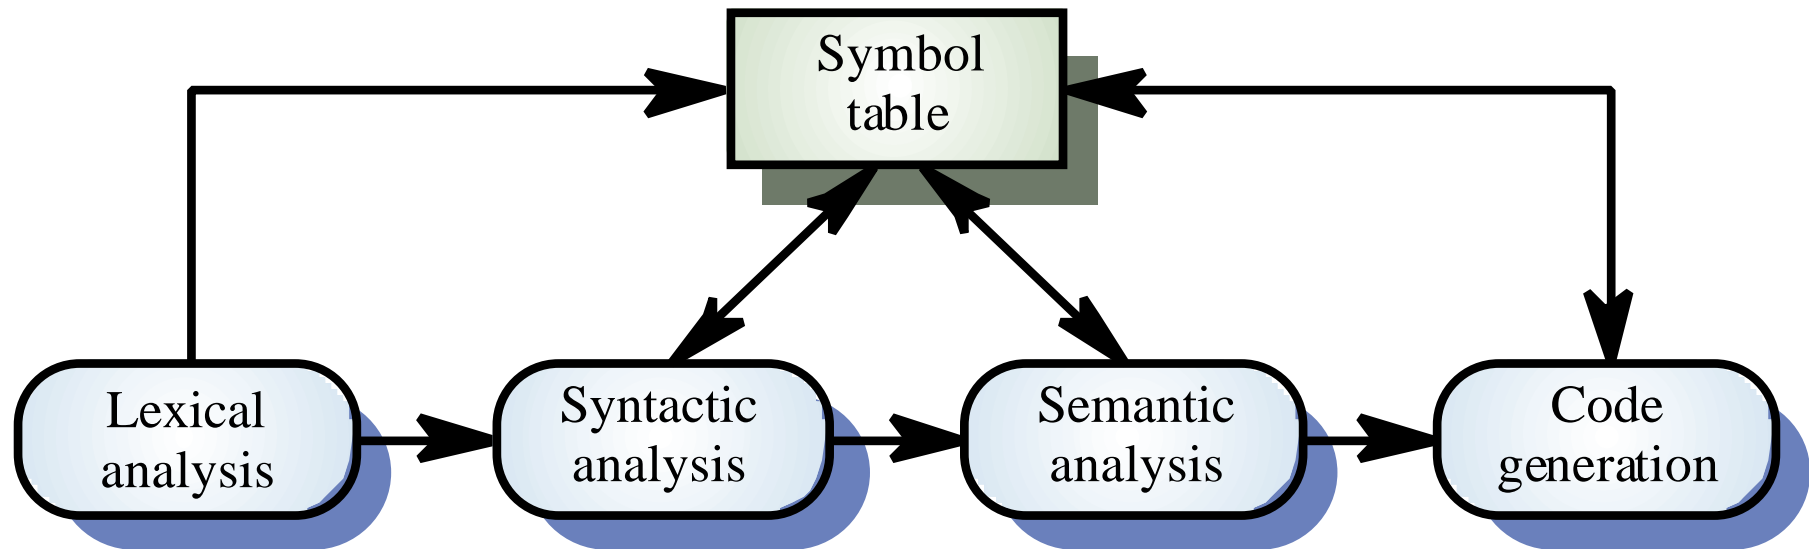 Symbol
table
Lexical
analysis
Syntactic
analysis
Semantic
analysis
Code
generation